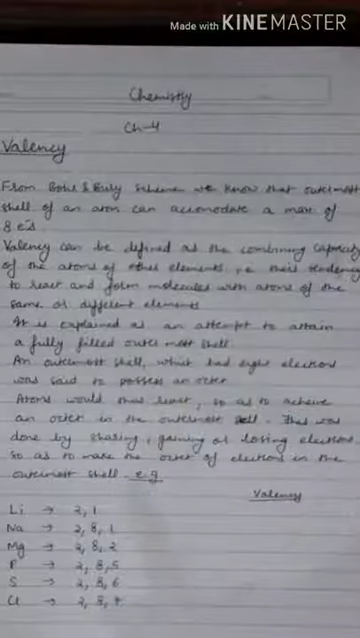 Made with KINEMASTER
Chemistry
Ch-4
Valency
From Bohr & Bury Scheme we know that outermost
shell of an atom can accomodate a max of
8 e's
Valency can be defined as the combining capacity
of the atoms of other elements i.e their tendency
to react and form molecules with atoms of the
same or different elements
It is explained as an attempt to attain
a fully filled outermost shell.
An outermost shell, which had eight electrons
was said to possess an octet
Atoms would thus react, so as to achieve
an octet in the outermost shell. This was
done by sharing, gaining or losing electrons
so as to make the octet of electrons in the
outermost shell. e.g
Valency
Li → 2, 1
Na → 2, 8, 1
Mg → 2, 8, 2
P → 2, 8, 5
S → 2, 8, 6
Cl → 2, 8, 7